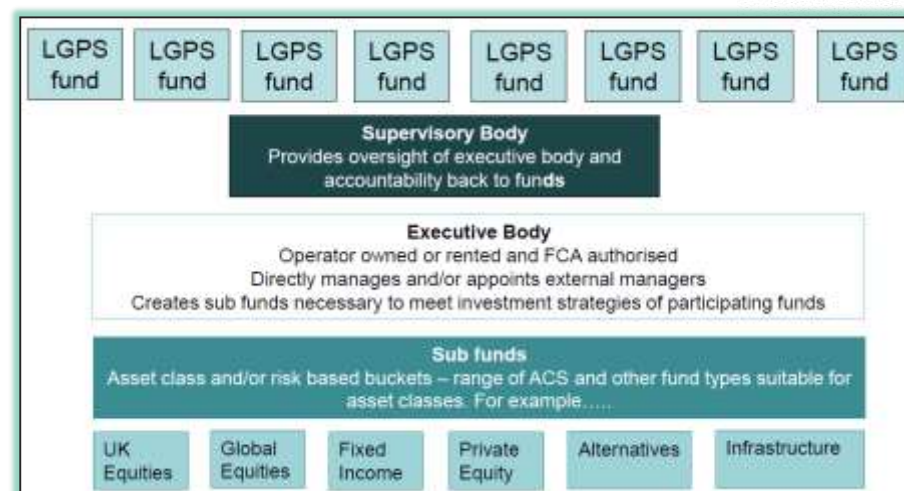 LGPS fund
LGPS fund
LGPS fund
LGPS fund
LGPS fund
LGPS fund
LGPS fund
LGPS fund
Supervisory Body
Provides oversight of executive body and
accountability back to funds
Executive Body
Operator owned or rented and FCA authorised
Directly manages and/or appoints external managers
Creates sub funds necessary to meet investment strategies of participating funds
Sub funds
Asset class and/or risk based buckets – range of ACS and other fund types suitable for
asset classes. For example…..
UK
Equities
Global
Equities
Fixed
Income
Private
Equity
Alternatives
Infrastructure